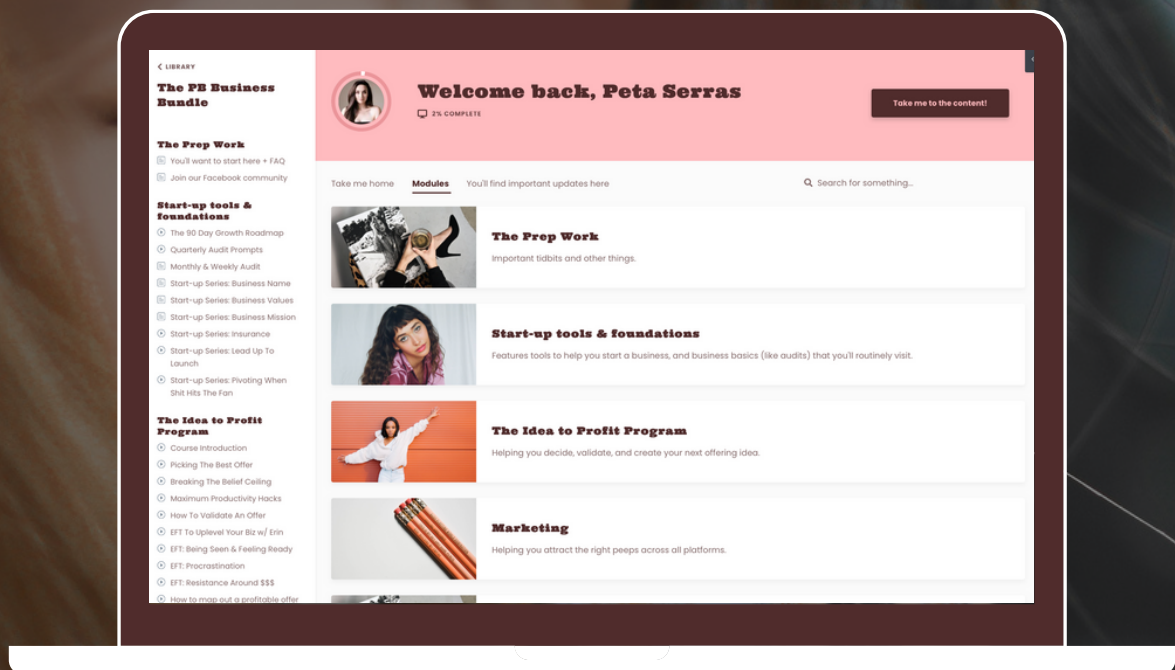 LIBRARY
The PB Business
Bundle
The Prep Work
You'll want to start here + FAQ
Join our Facebook community
Start-up tools &
foundations
The 90 Day Growth Roadmap
Quarterly Audit Prompts
Monthly & Weekly Audit
Start-up Series: Business Name
Start-up Series: Business Values
Start-up Series: Business Mission
Start-up Series: Insurance
Start-up Series: Lead Up To
Launch
Start-up Series: Pivoting When
Shit Hits The Fan
The Idea to Profit
Program
Course Introduction
Picking The Best Offer
Breaking The Belief Ceiling
Maximum Productivity Hacks
How To Validate An Offer
EFT To Uplevel Your Biz w/ Erin
EFT: Being Seen & Feeling Ready
EFT: Procrastination
EFT: Resistance Around $$$
How to map out a profitable offer
Welcome back, Peta Serras
2% COMPLETE
Take me to the content!
Take me home
Modules
You'll find important updates here
Search for something...
The Prep Work
Important tidbits and other things.
Start-up tools & foundations
Features tools to help you start a business, and business basics (like audits) that you'll routinely visit.
The Idea to Profit Program
Helping you decide, validate, and create your next offering idea.
Marketing
Helping you attract the right peeps across all platforms.